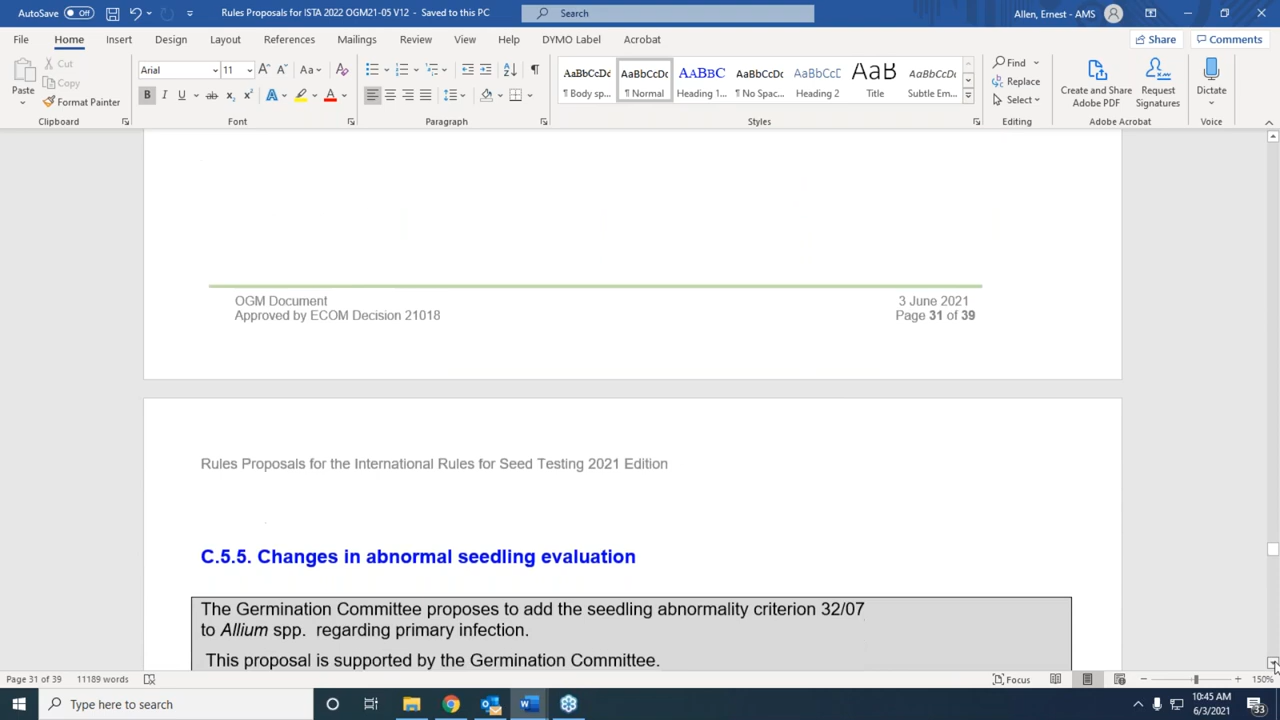 AutoSave Off Rules Proposals for ISTA 2022 OGM21-05 V12 - Saved to this PC Search Allen, Ernest - AMS
File Home Insert Design Layout References Mailings Review View Help DYMO Label Acrobat Share Comments
Paste Cut Copy Format Painter
Arial 11
AaBbCcDd ¶ Body sp...
AaBbCcDc ¶ Normal
AABBC Heading 1...
AaBbCcDc ¶ No Spac...
AaBbCcC Heading 2
AaB Title
AaBbCcDc Subtle Em...
Find
Replace
Select
Create and Share Adobe PDF
Request Signatures
Dictate
Clipboard Font Paragraph Styles Editing Adobe Acrobat Voice
OGM Document 3 June 2021
Approved by ECOM Decision 21018 Page 31 of 39
Rules Proposals for the International Rules for Seed Testing 2021 Edition
C.5.5. Changes in abnormal seedling evaluation
The Germination Committee proposes to add the seedling abnormality criterion 32/07
to Allium spp. regarding primary infection.
This proposal is supported by the Germination Committee.
Page 31 of 39 11189 words Focus 150%
Type here to search 10:45 AM
6/3/2021 33